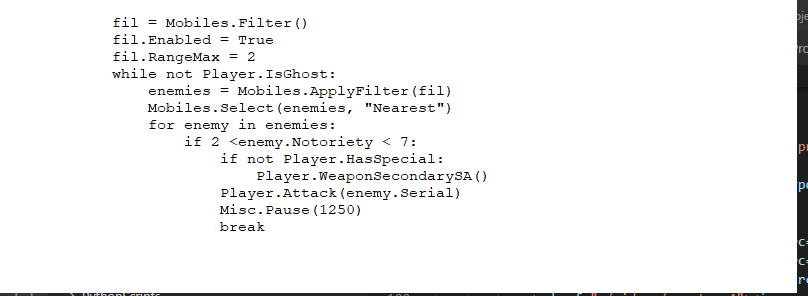 fil = Mobiles.Filter()
fil.Enabled = True
fil.RangeMax = 2
while not Player.IsGhost:
    enemies = Mobiles.ApplyFilter(fil)
    Mobiles.Select(enemies, "Nearest")
    for enemy in enemies:
        if 2 <enemy.Notoriety < 7:
            if not Player.HasSpecial:
                Player.WeaponSecondarySA()
            Player.Attack(enemy.Serial)
            Misc.Pause(1250)
            break